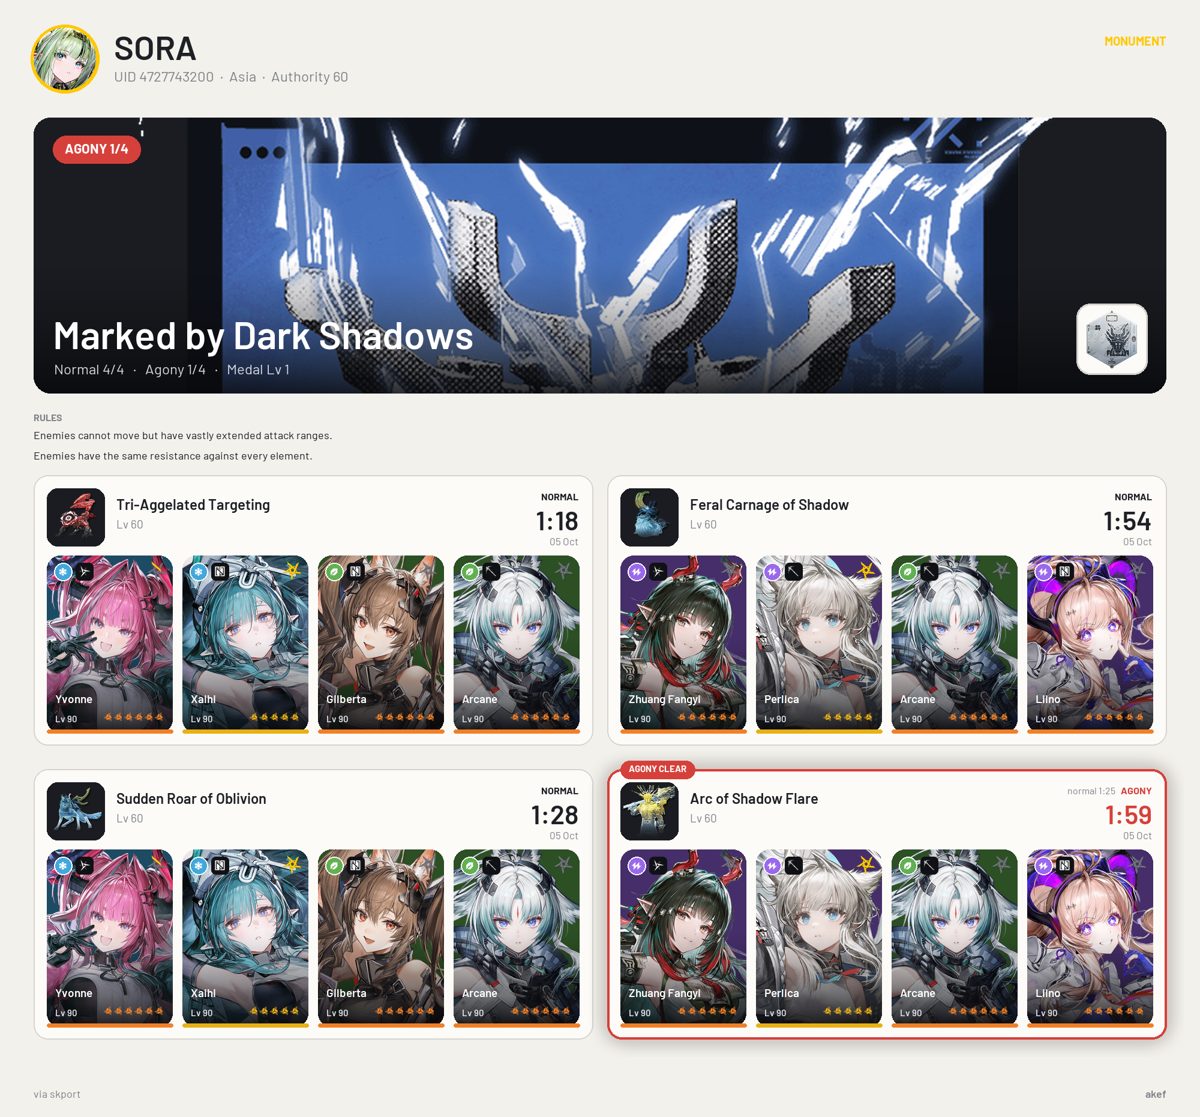 SORA
UID 4727743200 · Asia · Authority 60
MONUMENT
AGONY 1/4
Marked by Dark Shadows
Normal 4/4 · Agony 1/4 · Medal Lv 1
RULES
Enemies cannot move but have vastly extended attack ranges.
Enemies have the same resistance against every element.
Tri-Aggelated Targeting
Lv 60
NORMAL
1:18
05 Oct
Yvonne
Lv 90
Xaihi
Lv 90
Gilberta
Lv 90
Arcane
Lv 90
Feral Carnage of Shadow
Lv 60
NORMAL
1:54
05 Oct
Zhuang Fangyi
Lv 90
Perlica
Lv 90
Arcane
Lv 90
Liino
Lv 90
Sudden Roar of Oblivion
Lv 60
NORMAL
1:28
05 Oct
Yvonne
Lv 90
Xaihi
Lv 90
Gilberta
Lv 90
Arcane
Lv 90
AGONY CLEAR
Arc of Shadow Flare
Lv 60
normal 1:25 AGONY
1:59
05 Oct
Zhuang Fangyi
Lv 90
Perlica
Lv 90
Arcane
Lv 90
Liino
Lv 90
via skport
akef